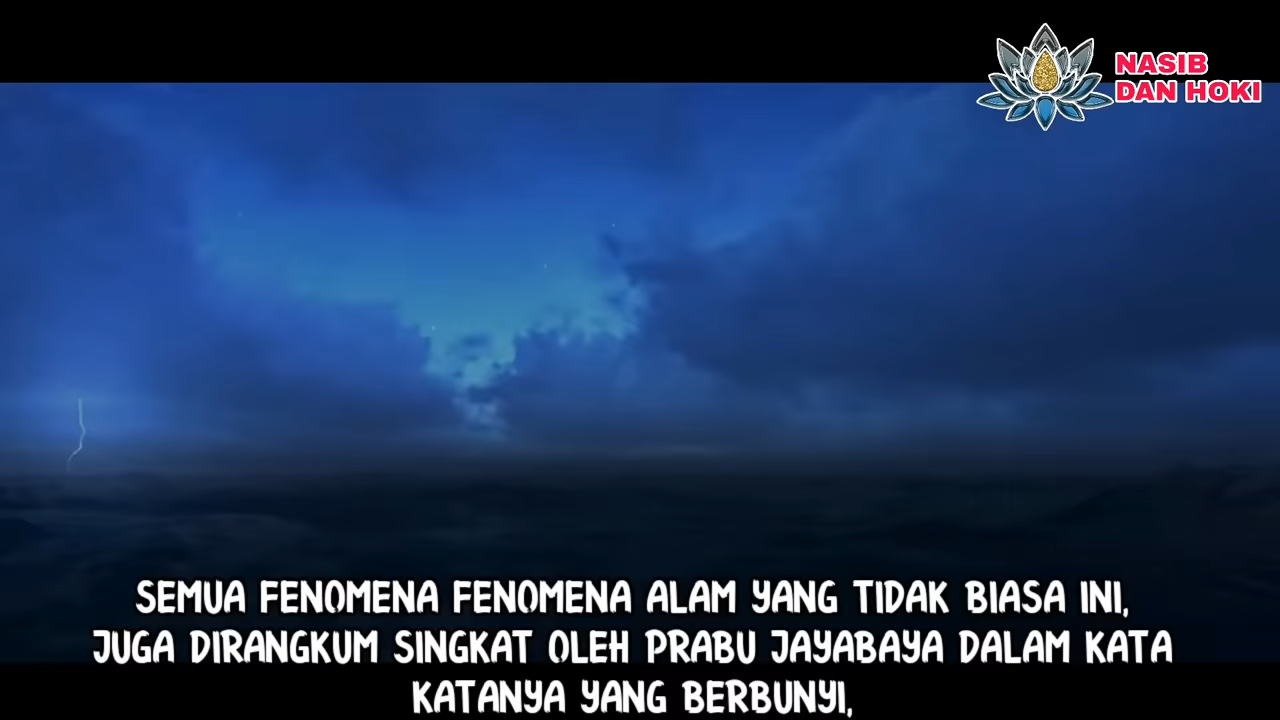 NASIB
DAN HOKI
SEMUA FENOMENA FENOMENA ALAM YANG TIDAK BIASA INI,
JUGA DIRANGKUM SINGKAT OLEH PRABU JAYABAYA DALAM KATA
KATANYA YANG BERBUNYI,